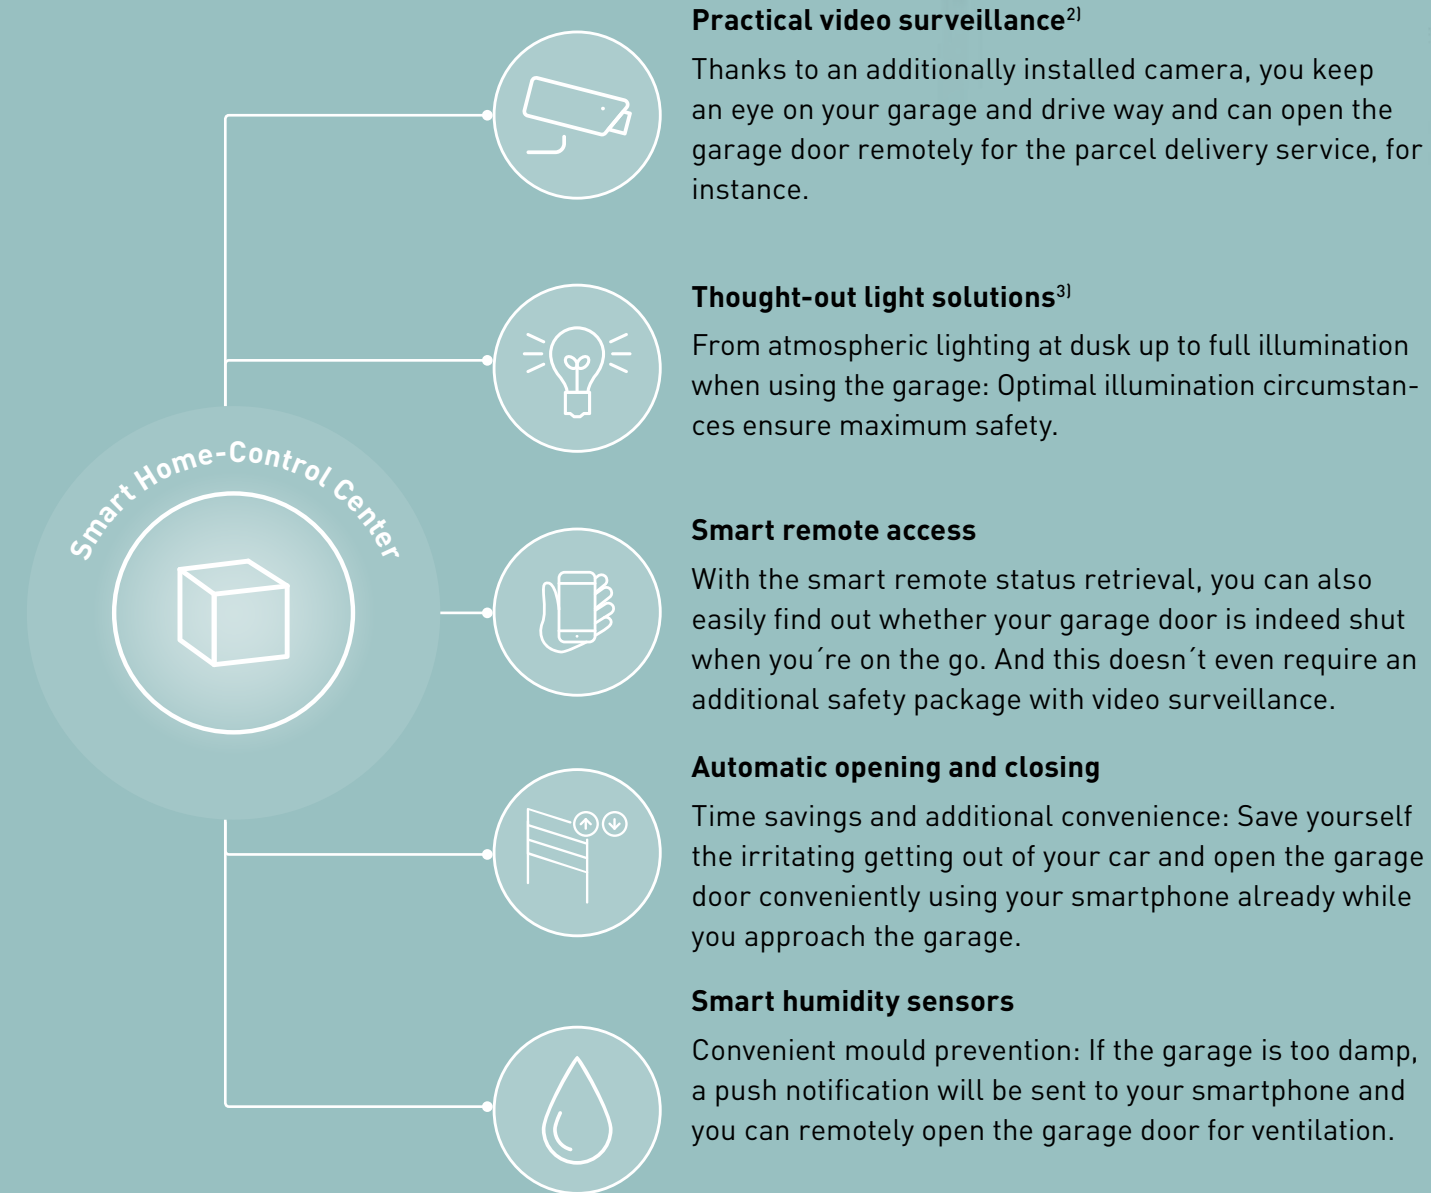 Practical video surveillance²⁾
Thanks to an additionally installed camera, you keep
an eye on your garage and drive way and can open the
garage door remotely for the parcel delivery service, for
instance.
Thought-out light solutions³⁾
From atmospheric lighting at dusk up to full illumination
when using the garage: Optimal illumination circumstan-
ces ensure maximum safety.
Smart Home-Control Center
Smart remote access
With the smart remote status retrieval, you can also
easily find out whether your garage door is indeed shut
when you´re on the go. And this doesn´t even require an
additional safety package with video surveillance.
Automatic opening and closing
Time savings and additional convenience: Save yourself
the irritating getting out of your car and open the garage
door conveniently using your smartphone already while
you approach the garage.
Smart humidity sensors
Convenient mould prevention: If the garage is too damp,
a push notification will be sent to your smartphone and
you can remotely open the garage door for ventilation.